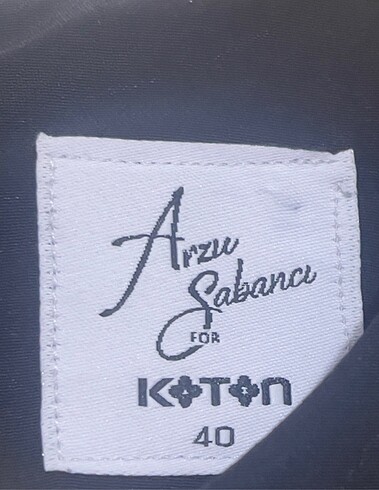 Arzu
Sabancı
FOR
KOTON
40